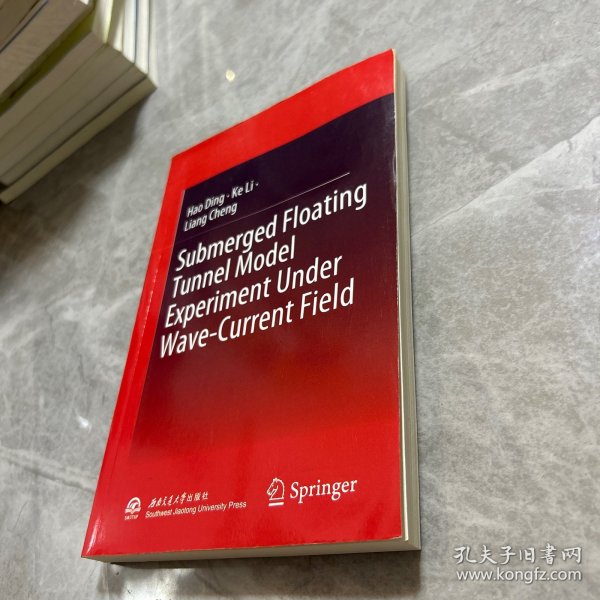 Hao Ding · Ke Li ·
Liang Cheng
Submerged Floating
Tunnel Model
Experiment Under
Wave-Current Field
西南交通大学出版社
Southwest Jiaotong University Press
Springer
孔夫子旧书网
www.kongfz.com